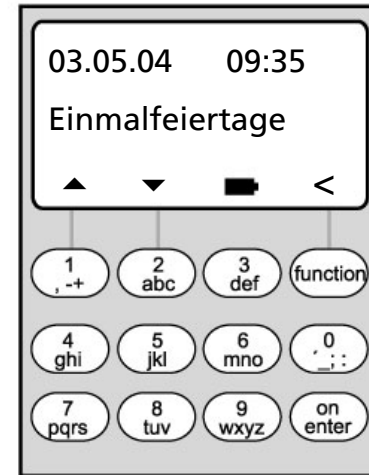 03.05.04 09:35
Einmalfeiertage
<
1 2 3 function
, -+ abc def
4 5 6 0
ghi jkl mno ´_;:
7 8 9 on
pqrs tuv wxyz enter